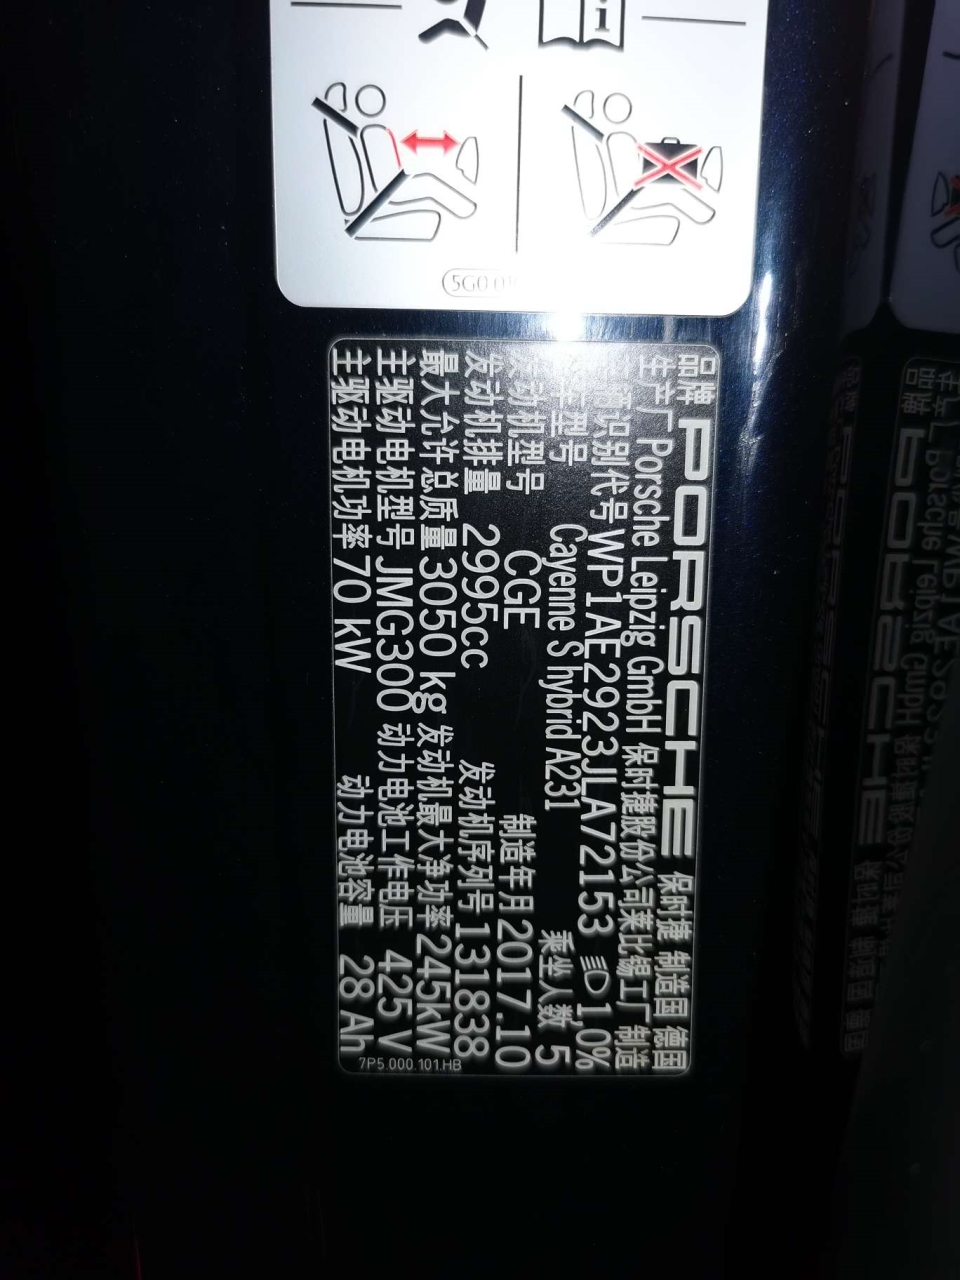 5G0 0
品牌 PORSCHE 保时捷 制造国 德国
生产厂 Porsche Leipzig GmbH 保时捷股份公司莱比锡工厂 制造
识别代号 WP1AE2923JLA72153 1,0%
型号 Cayenne S hybrid A231 乘坐人数 5
发动机型号 CGE 制造年月 2017.10
发动机排量 2995cc 发动机序列号 131838
最大允许总质量 3050 kg 发动机最大净功率 245kW
主驱动电机型号 JMG300 动力电池工作电压 425 V
主驱动电机功率 70 kW 动力电池容量 28 Ah
7P5.000.101.HB